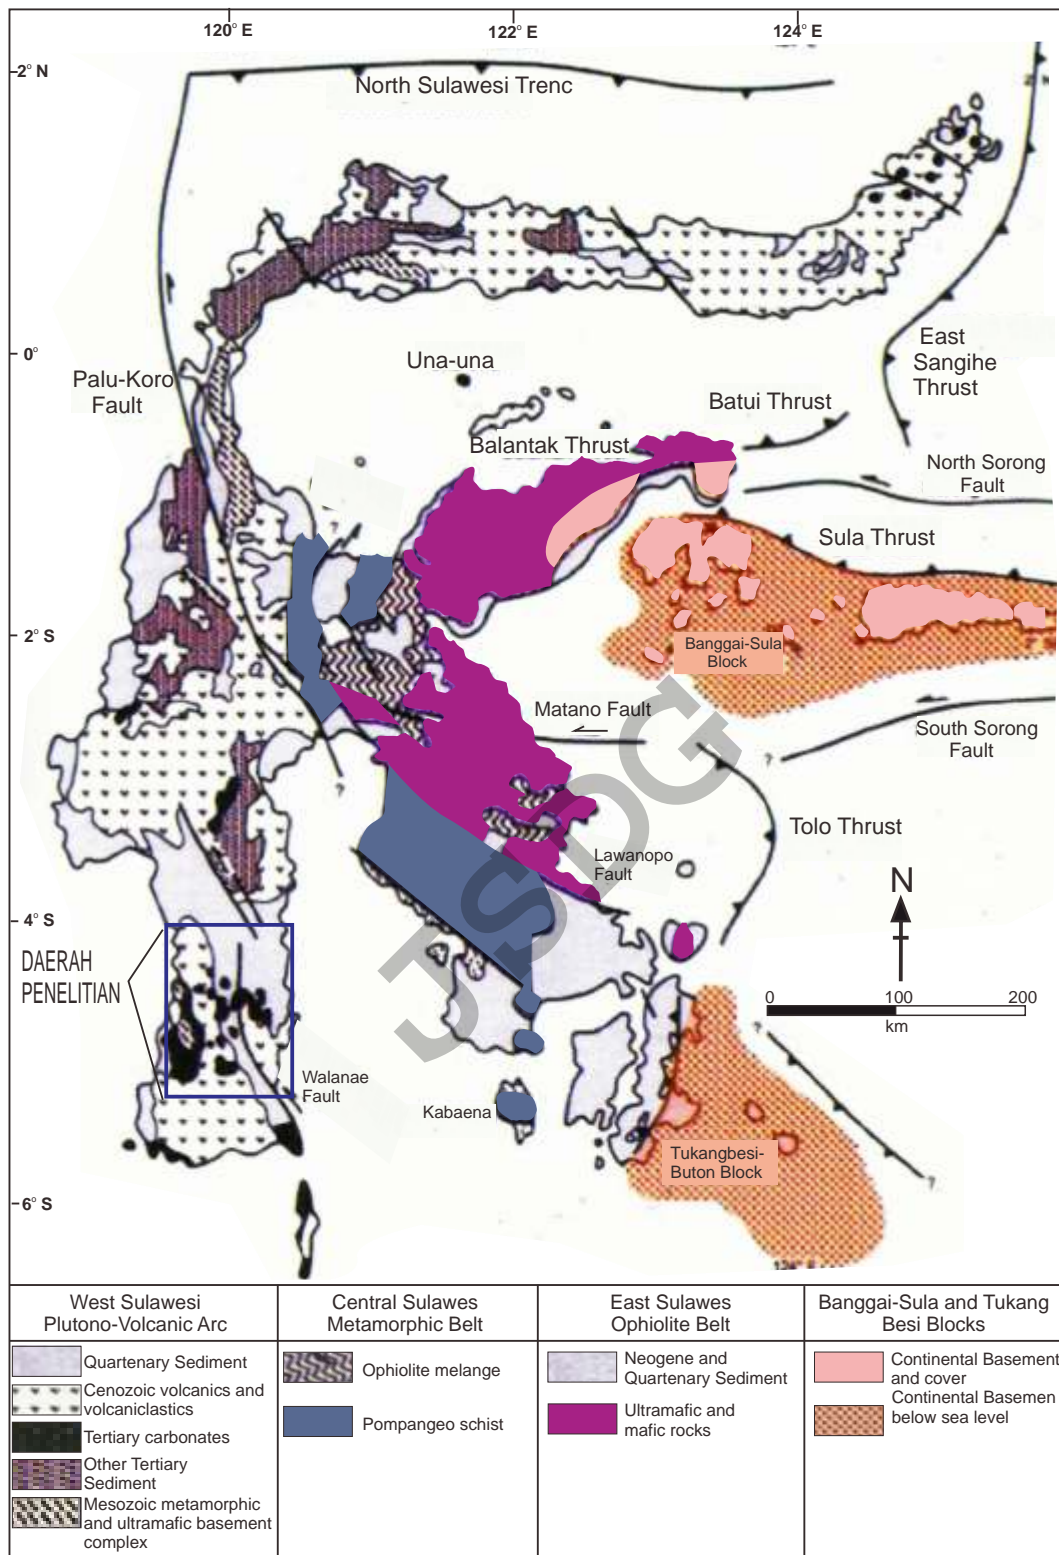 120° E
122° E
124° E
2° N
North Sulawesi Trenc
0°
Palu-Koro
Fault
Una-una
East
Sangihe
Thrust
Batui Thrust
Balantak Thrust
North Sorong
Fault
Sula Thrust
2° S
Banggai-Sula
Block
Matano Fault
South Sorong
Fault
?
?
?
Tolo Thrust
Lawanopo
Fault
N
4° S
DAERAH
PENELITIAN
0
100
200
km
?
Walanae
Fault
Kabaena
Tukangbesi-
Buton Block
?
6° S
JSDG
West Sulawesi
Plutono-Volcanic Arc
Quartenary Sediment
Cenozoic volcanics and
volcaniclastics
Tertiary carbonates
Other Tertiary
Sediment
Mesozoic metamorphic
and ultramafic basement
complex
Central Sulawes
Metamorphic Belt
Ophiolite melange
Pompangeo schist
East Sulawes
Ophiolite Belt
Neogene and
Quartenary Sediment
Ultramafic and
mafic rocks
Banggai-Sula and Tukang
Besi Blocks
Continental Basement
and cover
Continental Basemen
below sea level